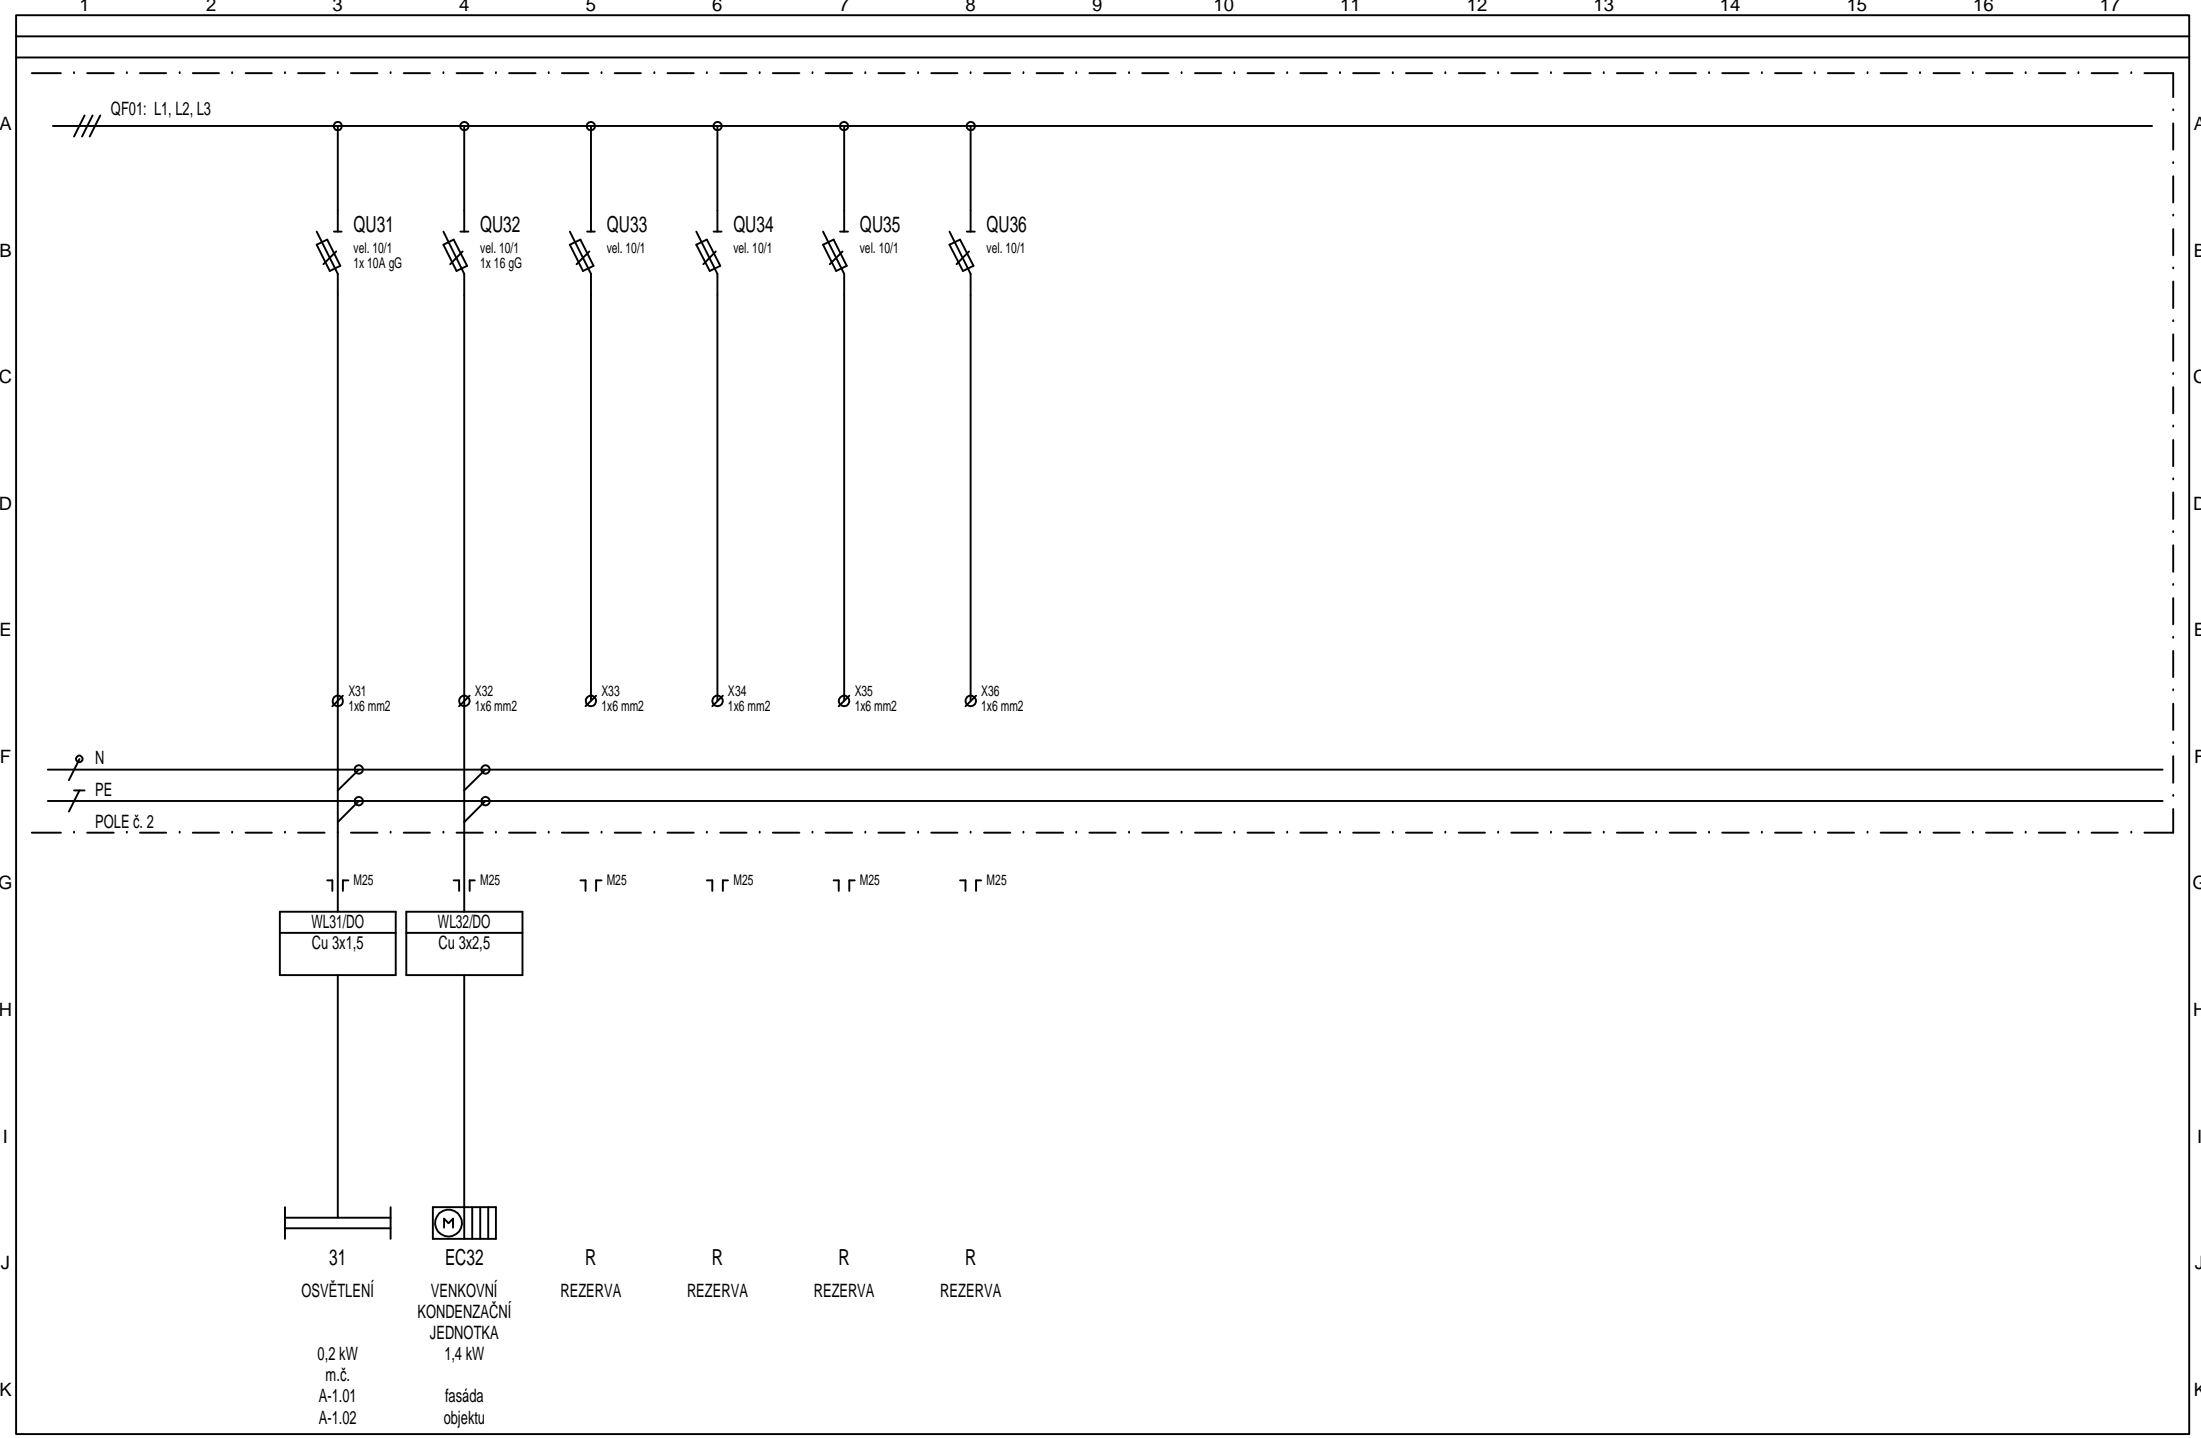 1 2 3 4 5 6 7 8 9 10 11 12 13 14 15 16 17
QF01: L1, L2, L3
A A
QU31 QU32 QU33 QU34 QU35 QU36
vel. 10/1 vel. 10/1 vel. 10/1 vel. 10/1 vel. 10/1 vel. 10/1
B B
1x 10A gG 1x 16 gG
C C
D D
E E
X31 X32 X33 X34 X35 X36
1x6 mm2 1x6 mm2 1x6 mm2 1x6 mm2 1x6 mm2 1x6 mm2
F N F
PE
POLE č. 2
G M25 M25 M25 M25 M25 M25 G
WL31/DO WL32/DO
Cu 3x1,5 Cu 3x2,5
H H
I I
M
31 EC32 R R R R
J J
OSVĚTLENÍ VENKOVNÍ REZERVA REZERVA REZERVA REZERVA
KONDENZAČNÍ
JEDNOTKA
0,2 kW 1,4 kW
m.č.
K K
A-1.01 fasáda
A-1.02 objektu